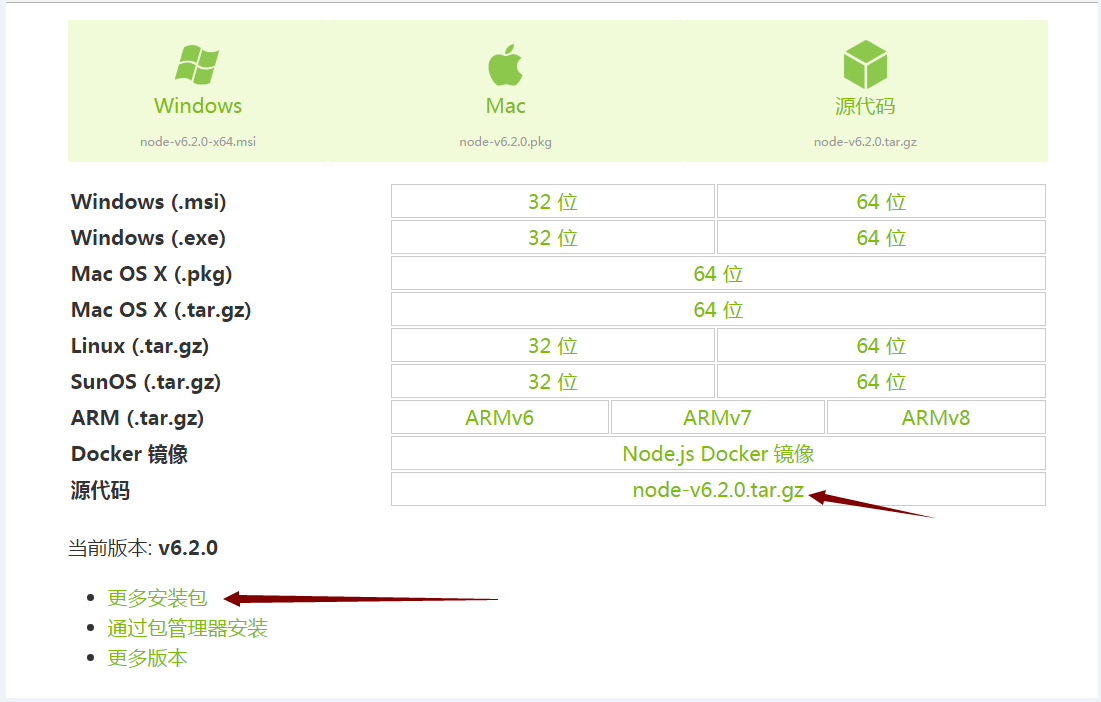 Windows Mac 源代码
node-v6.2.0-x64.msi node-v6.2.0.pkg node-v6.2.0.tar.gz
Windows (.msi) 32 位 64 位
Windows (.exe) 32 位 64 位
Mac OS X (.pkg) 64 位
Mac OS X (.tar.gz) 64 位
Linux (.tar.gz) 32 位 64 位
SunOS (.tar.gz) 32 位 64 位
ARM (.tar.gz) ARMv6 ARMv7 ARMv8
Docker 镜像 Node.js Docker 镜像
源代码 node-v6.2.0.tar.gz
当前版本: v6.2.0
更多安装包
通过包管理器安装
更多版本